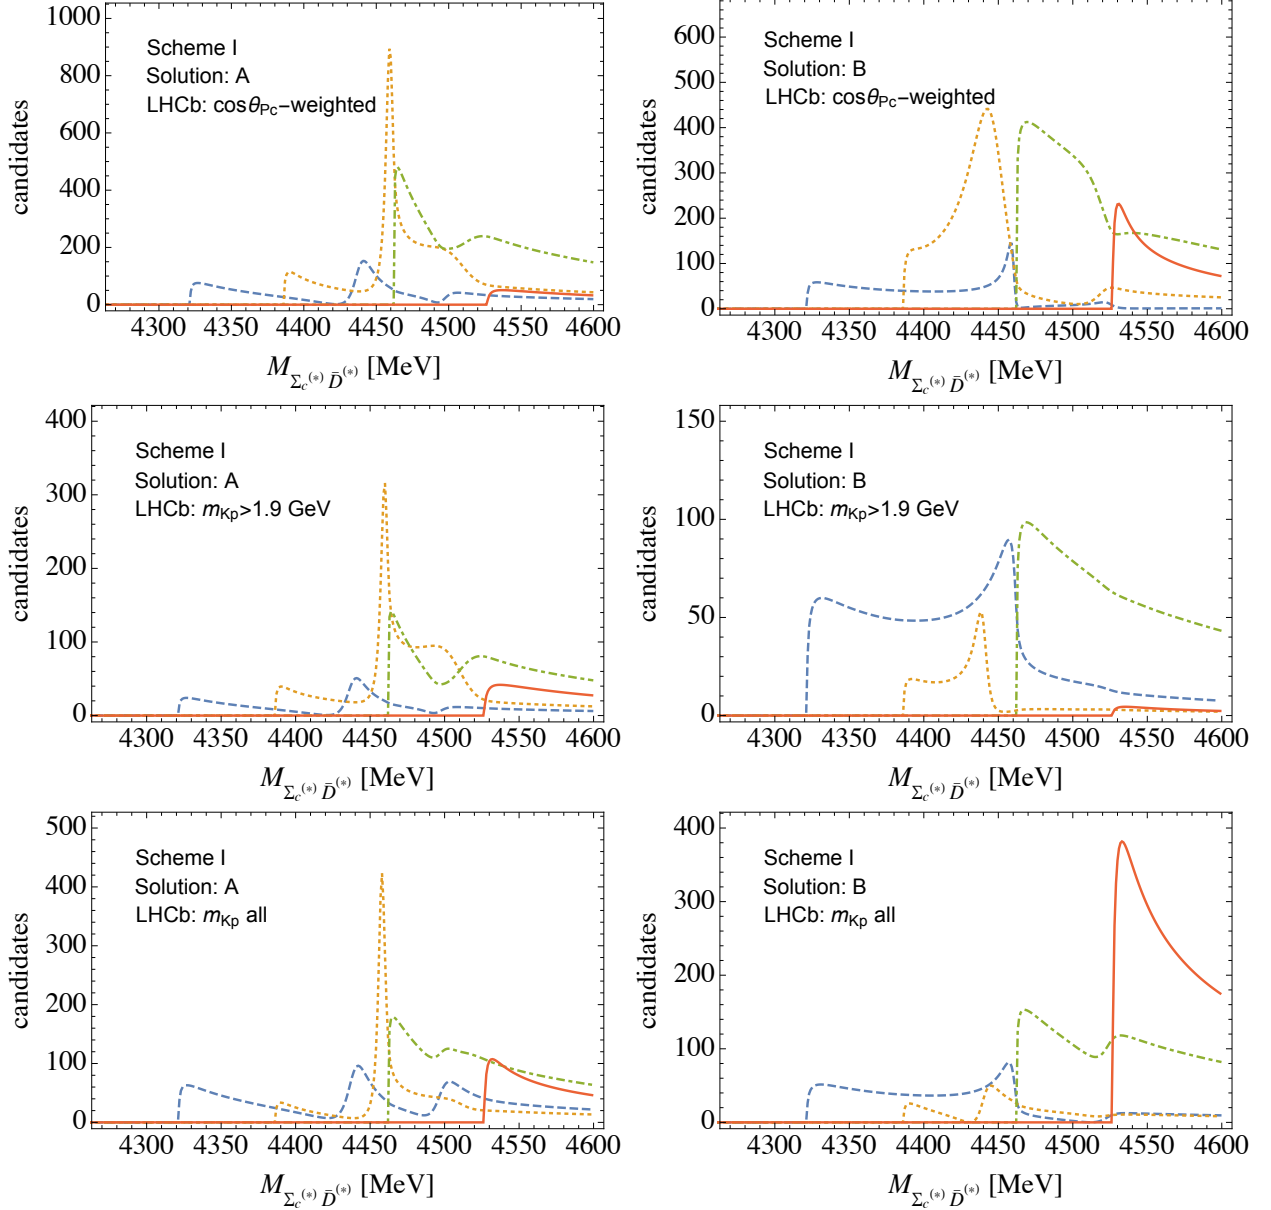 1000
800
600
400
200
0
candidates
Scheme I
Solution: A
LHCb: cosθPc−weighted
4300 4350 4400 4450 4500 4550 4600
M Σc(*) D̄(*) [MeV]
600
500
400
300
200
100
0
candidates
Scheme I
Solution: B
LHCb: cosθPc−weighted
4300 4350 4400 4450 4500 4550 4600
M Σc(*) D̄(*) [MeV]
400
300
200
100
0
candidates
Scheme I
Solution: A
LHCb: mKp>1.9 GeV
4300 4350 4400 4450 4500 4550 4600
M Σc(*) D̄(*) [MeV]
150
100
50
0
candidates
Scheme I
Solution: B
LHCb: mKp>1.9 GeV
4300 4350 4400 4450 4500 4550 4600
M Σc(*) D̄(*) [MeV]
500
400
300
200
100
0
candidates
Scheme I
Solution: A
LHCb: mKp all
4300 4350 4400 4450 4500 4550 4600
M Σc(*) D̄(*) [MeV]
400
300
200
100
0
candidates
Scheme I
Solution: B
LHCb: mKp all
4300 4350 4400 4450 4500 4550 4600
M Σc(*) D̄(*) [MeV]